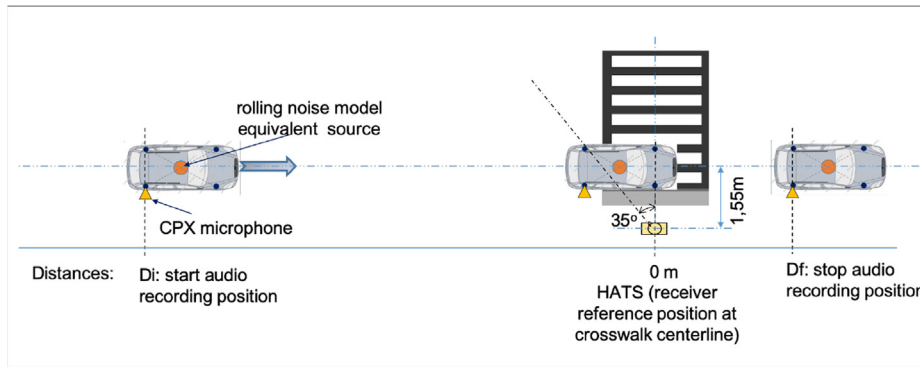 rolling noise model
equivalent source
CPX microphone
35º
1,55m
Distances:
Di: start audio
recording position
0 m
HATS (receiver
reference position at
crosswalk centerline)
Df: stop audio
recording position